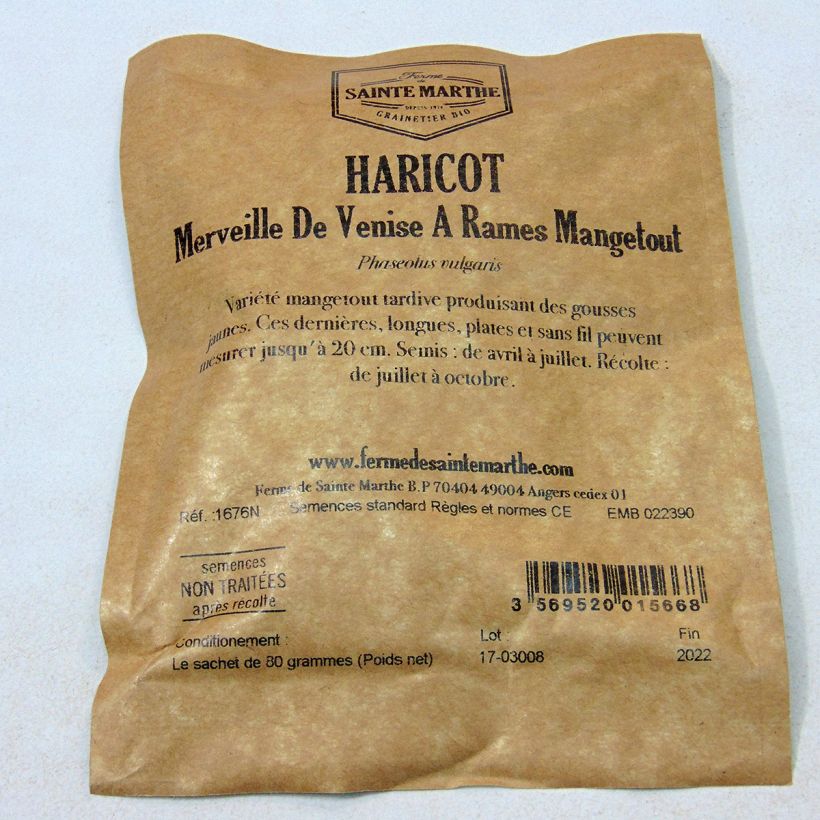 Ferme
de
SAINTE MARTHE
DEPUIS 1974
GRAINETIER BIO
HARICOT
Merveille De Venise A Rames Mangetout
Phaseolus vulgaris
Variété mangetout tardive produisant des gousses
jaunes. Ces dernières, longues, plates et sans fil peuvent
mesurer jusqu'à 20 cm. Semis : de avril à juillet. Récolte :
de juillet à octobre.
www.fermedesaintemarthe.com
Ferme de Sainte Marthe B.P 70404 49004 Angers cedex 01
Réf. :1676N Semences standard Règles et normes CE EMB 022390
semences
NON TRAITÉES
après récolte
3 569520 015668
Conditionement : Lot : Fin
Le sachet de 80 grammes (Poids net) 17-03008 2022